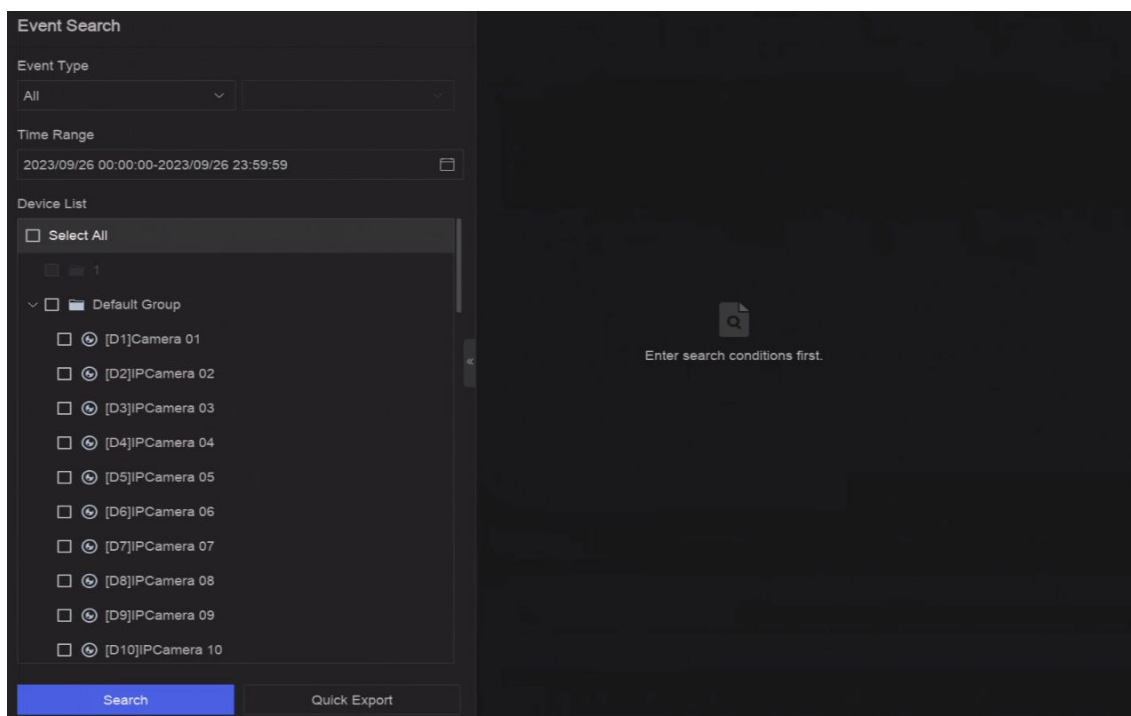 Event Search
Event Type
All
Time Range
2023/09/26 00:00:00-2023/09/26 23:59:59
Device List
Select All
1
Default Group
[D1]Camera 01
[D2]IPCamera 02
[D3]IPCamera 03
[D4]IPCamera 04
[D5]IPCamera 05
[D6]IPCamera 06
[D7]IPCamera 07
[D8]IPCamera 08
[D9]IPCamera 09
[D10]IPCamera 10
Search Quick Export
Enter search conditions first.